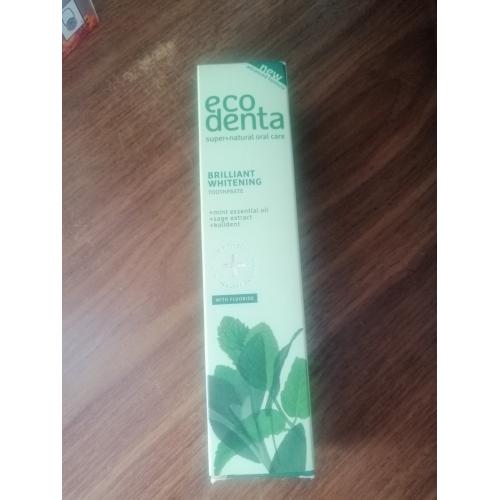 new
eco
denta
super+natural oral care
BRILLIANT
WHITENING
TOOTHPASTE
+mint essential oil
+sage extract
+kalident
WITH FLUORIDE